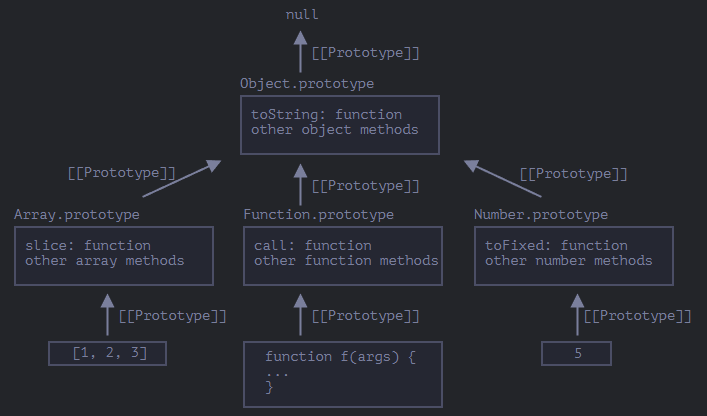 null
[[Prototype]]
Object.prototype
toString: function
other object methods
[[Prototype]]
[[Prototype]]
[[Prototype]]
Array.prototype
slice: function
other array methods
Function.prototype
call: function
other function methods
Number.prototype
toFixed: function
other number methods
[[Prototype]]
[[Prototype]]
[[Prototype]]
[1, 2, 3]
function f(args) {
...
}
5